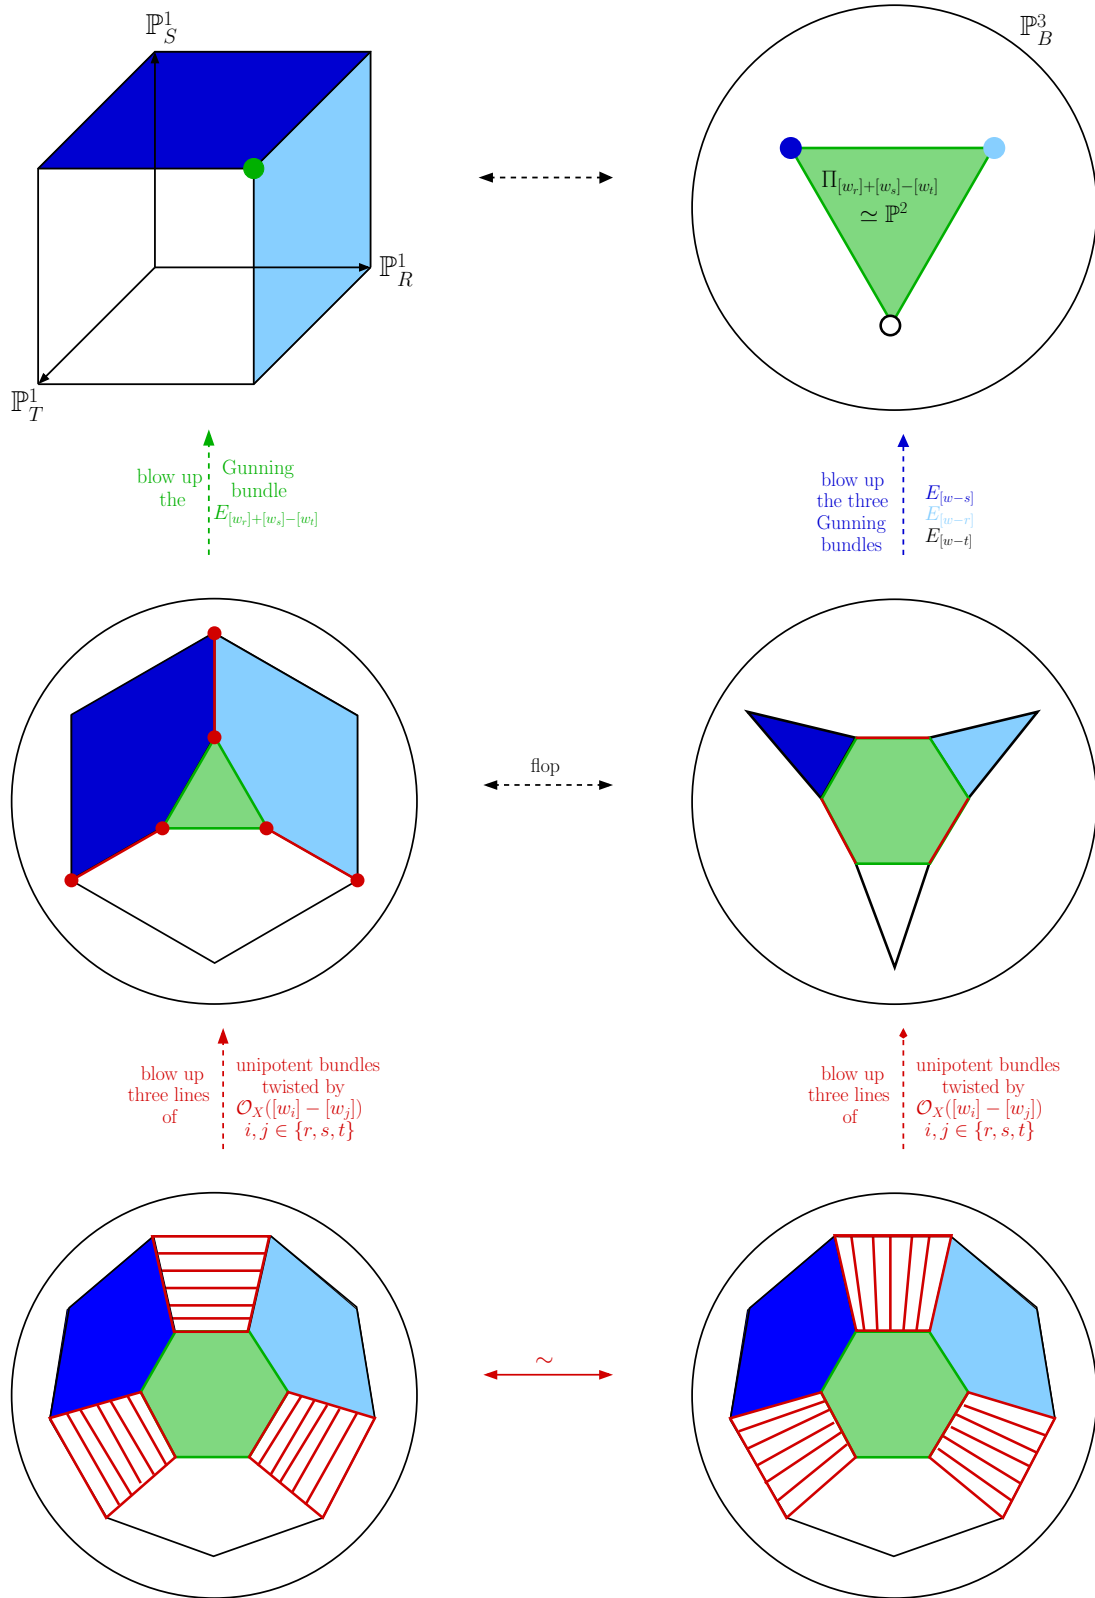 ℙ¹_S
ℙ³_B
Π_{[w_r]+[w_s]−[w_t]}
≃ ℙ²
ℙ¹_R
ℙ¹_T
blow up
the
Gunning
bundle
E_{[w_r]+[w_s]−[w_t]}
blow up
the three
Gunning
bundles
E_{[w−s]}
E_{[w−r]}
E_{[w−t]}
flop
blow up
three lines
of
unipotent bundles
twisted by
𝒪_X([w_i] − [w_j])
i, j ∈ {r, s, t}
blow up
three lines
of
unipotent bundles
twisted by
𝒪_X([w_i] − [w_j])
i, j ∈ {r, s, t}
∼